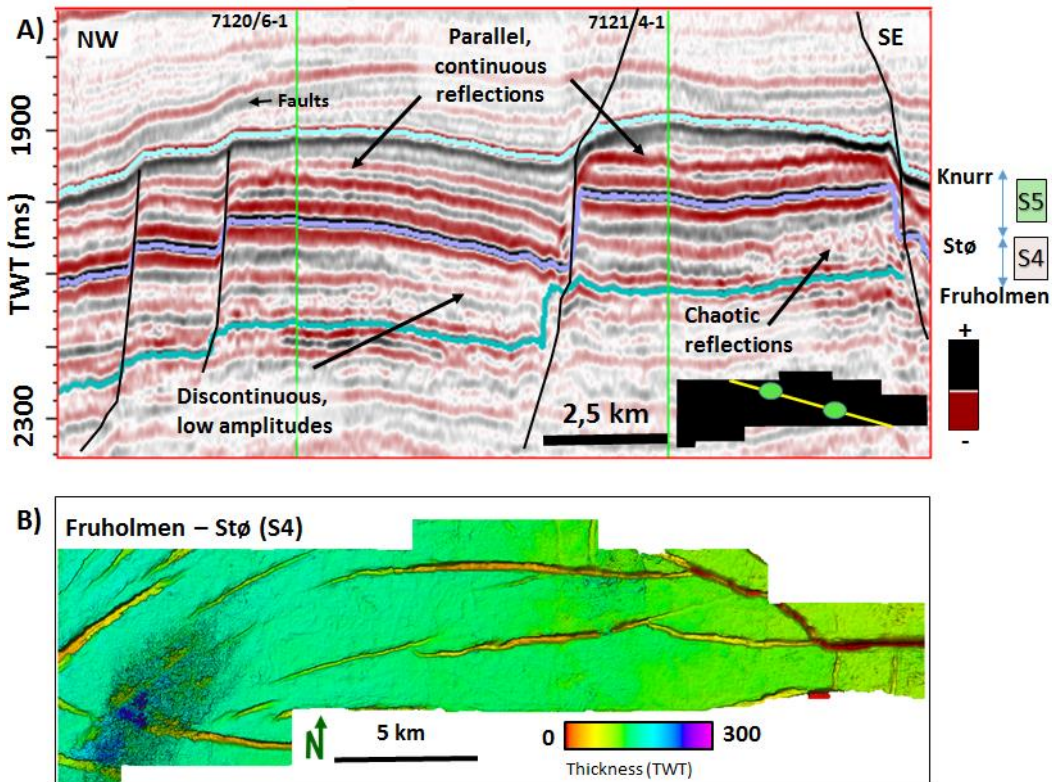 A)
NW
7120/6-1
Parallel,
continuous
reflections
7121/4-1
SE
Faults
1900
TWT (ms)
2300
Knurr
S5
Stø
S4
Fruholmen
Chaotic
reflections
Discontinuous,
low amplitudes
2,5 km
+
-
B)
Fruholmen – Stø (S4)
N
5 km
0
300
Thickness (TWT)